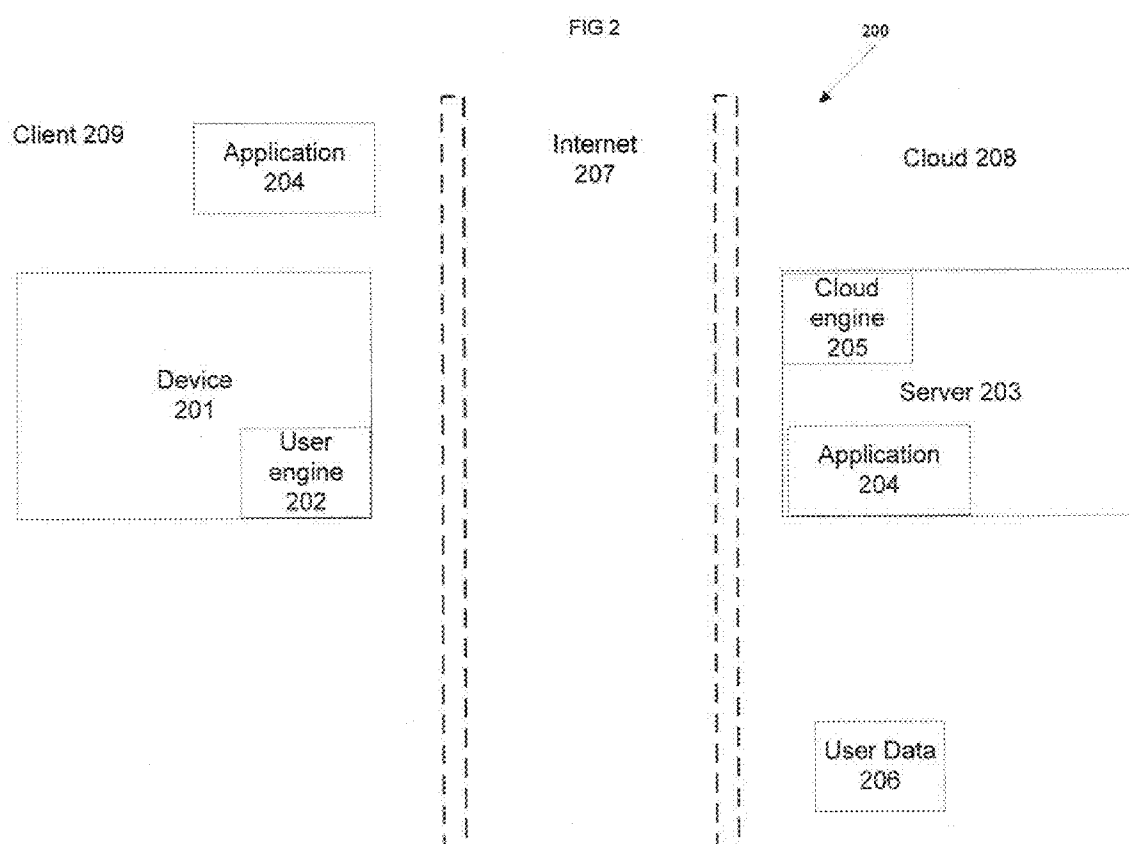 FIG 2
200
Client 209
Application
204
Internet
207
Cloud 208
Device
201
User
engine
202
Cloud
engine
205
Server 203
Application
204
User Data
206